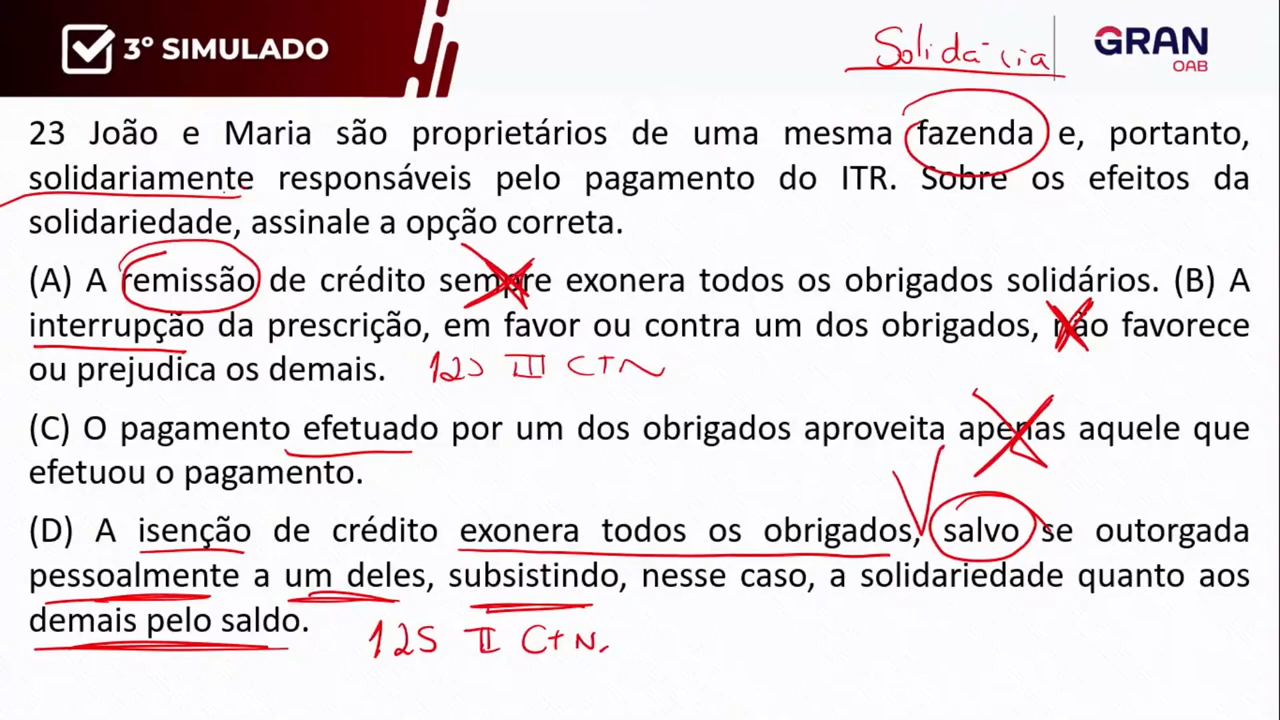 3º SIMULADO
Solidária
GRAN
OAB
23 João e Maria são proprietários de uma mesma fazenda e, portanto,
solidariamente responsáveis pelo pagamento do ITR. Sobre os efeitos da
solidariedade, assinale a opção correta.
(A) A remissão de crédito sempre exonera todos os obrigados solidários. (B) A
interrupção da prescrição, em favor ou contra um dos obrigados, não favorece
ou prejudica os demais.
125 III CTN
(C) O pagamento efetuado por um dos obrigados aproveita apenas aquele que
efetuou o pagamento.
(D) A isenção de crédito exonera todos os obrigados, salvo se outorgada
pessoalmente a um deles, subsistindo, nesse caso, a solidariedade quanto aos
demais pelo saldo.
125 II CTN.